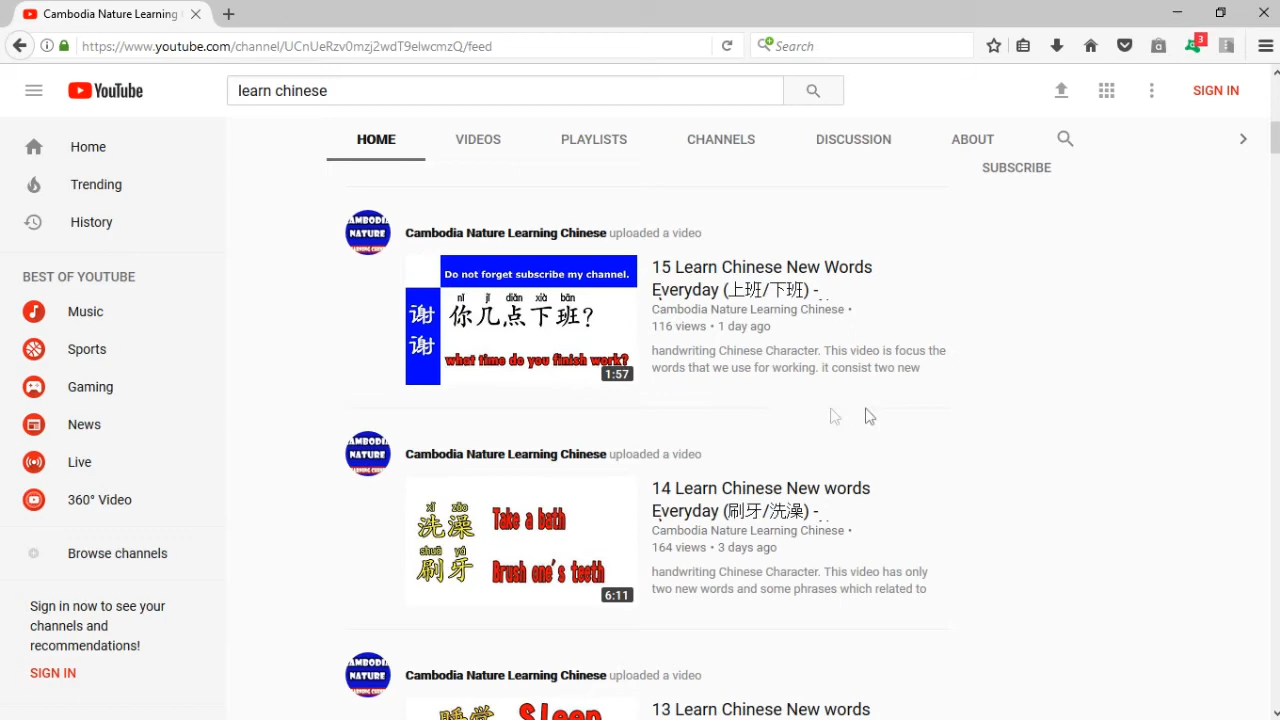 Cambodia Nature Learning
https://www.youtube.com/channel/UCnUeRzv0mzj2wdT9elwcmzQ/feed
Search
3
YouTube
learn chinese
SIGN IN
HOME
VIDEOS
PLAYLISTS
CHANNELS
DISCUSSION
ABOUT
SUBSCRIBE
Home
Trending
History
BEST OF YOUTUBE
Music
Sports
Gaming
News
Live
360° Video
Browse channels
Sign in now to see your
channels and
recommendations!
SIGN IN
Cambodia Nature Learning Chinese uploaded a video
Do not forget subscribe my channel.
谢
谢
nǐ jǐ diǎn xià bān
你几点下班?
what time do you finish work?
1:57
15 Learn Chinese New Words
Everyday (上班/下班) -
Cambodia Nature Learning Chinese •
116 views • 1 day ago
handwriting Chinese Character. This video is focus the
words that we use for working. it consist two new
Cambodia Nature Learning Chinese uploaded a video
xǐ zǎo
洗澡
Take a bath
shuā yá
刷牙
Brush one's teeth
6:11
14 Learn Chinese New words
Everyday (刷牙/洗澡) -
Cambodia Nature Learning Chinese •
164 views • 3 days ago
handwriting Chinese Character. This video has only
two new words and some phrases which related to
Cambodia Nature Learning Chinese uploaded a video
睡觉
Sleep
13 Learn Chinese New words